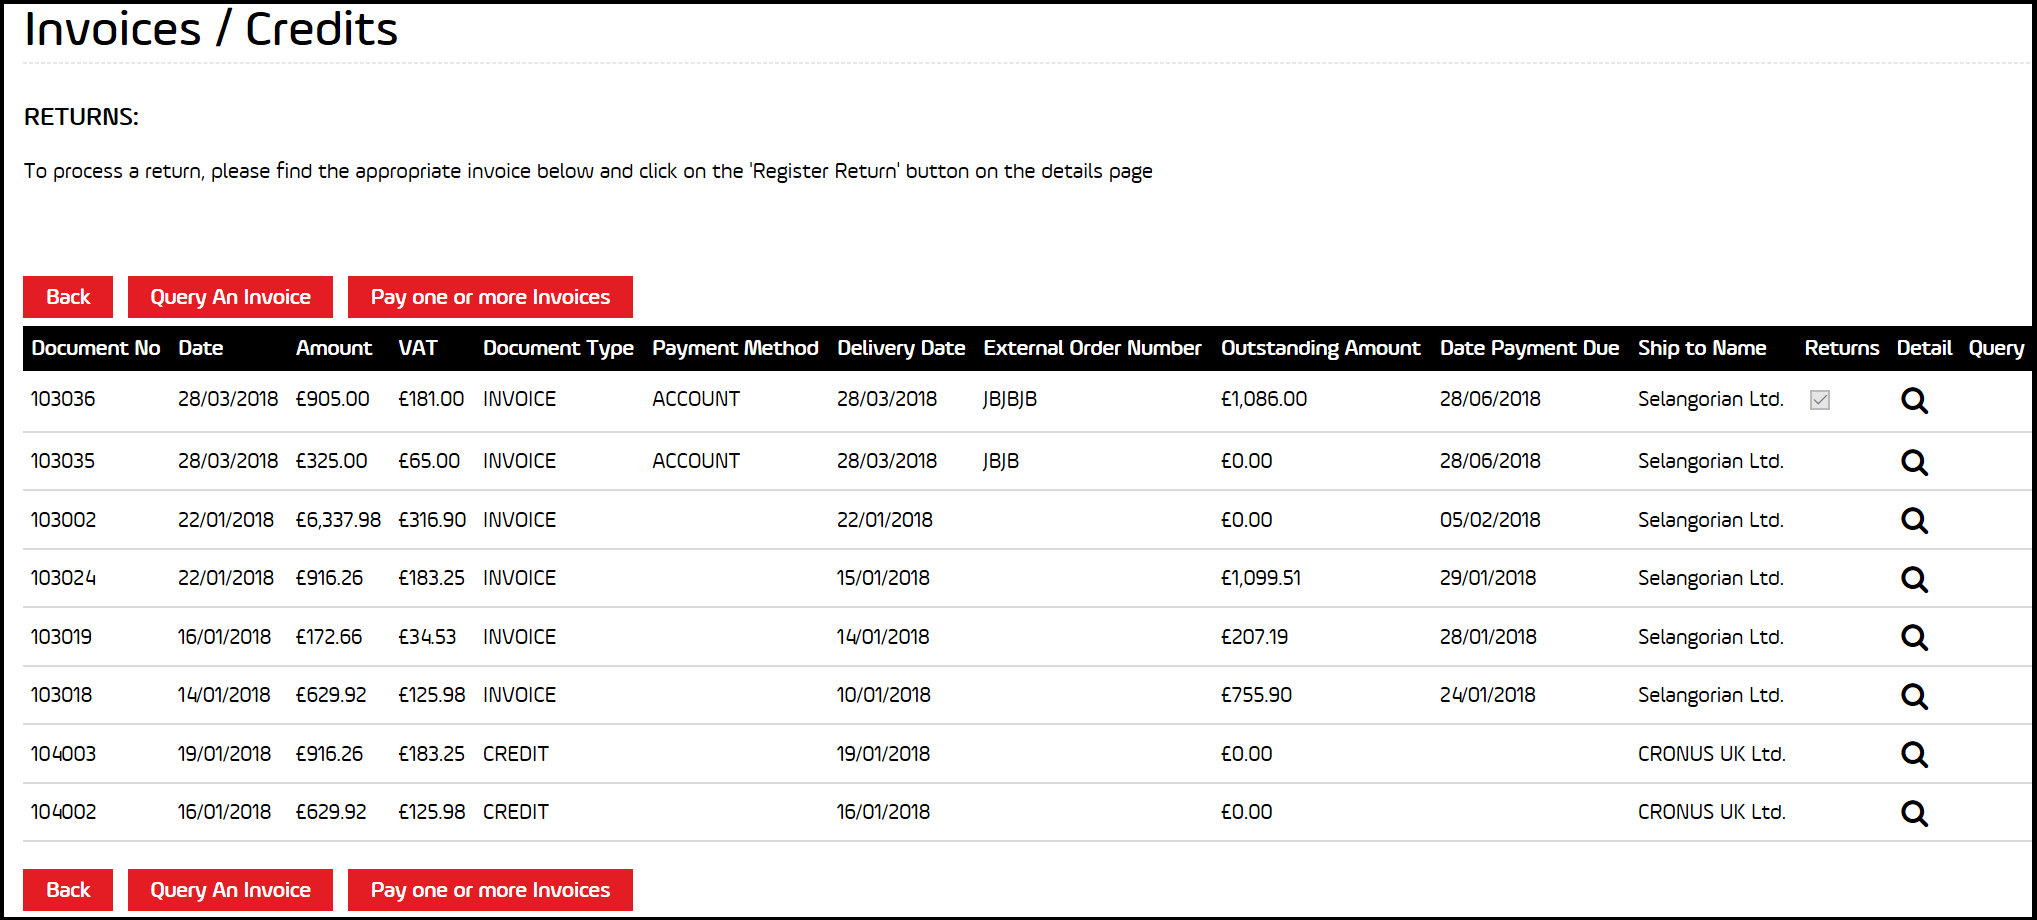 Invoices / Credits
RETURNS:
To process a return, please find the appropriate invoice below and click on the 'Register Return' button on the details page
Back Query An Invoice Pay one or more Invoices
Document No Date Amount VAT Document Type Payment Method Delivery Date External Order Number Outstanding Amount Date Payment Due Ship to Name Returns Detail Query
103036 28/03/2018 £905.00 £181.00 INVOICE ACCOUNT 28/03/2018 JBJBJB £1,086.00 28/06/2018 Selangorian Ltd.
103035 28/03/2018 £325.00 £65.00 INVOICE ACCOUNT 28/03/2018 JBJB £0.00 28/06/2018 Selangorian Ltd.
103002 22/01/2018 £6,337.98 £316.90 INVOICE 22/01/2018 £0.00 05/02/2018 Selangorian Ltd.
103024 22/01/2018 £916.26 £183.25 INVOICE 15/01/2018 £1,099.51 29/01/2018 Selangorian Ltd.
103019 16/01/2018 £172.66 £34.53 INVOICE 14/01/2018 £207.19 28/01/2018 Selangorian Ltd.
103018 14/01/2018 £629.92 £125.98 INVOICE 10/01/2018 £755.90 24/01/2018 Selangorian Ltd.
104003 19/01/2018 £916.26 £183.25 CREDIT 19/01/2018 £0.00 CRONUS UK Ltd.
104002 16/01/2018 £629.92 £125.98 CREDIT 16/01/2018 £0.00 CRONUS UK Ltd.
Back Query An Invoice Pay one or more Invoices